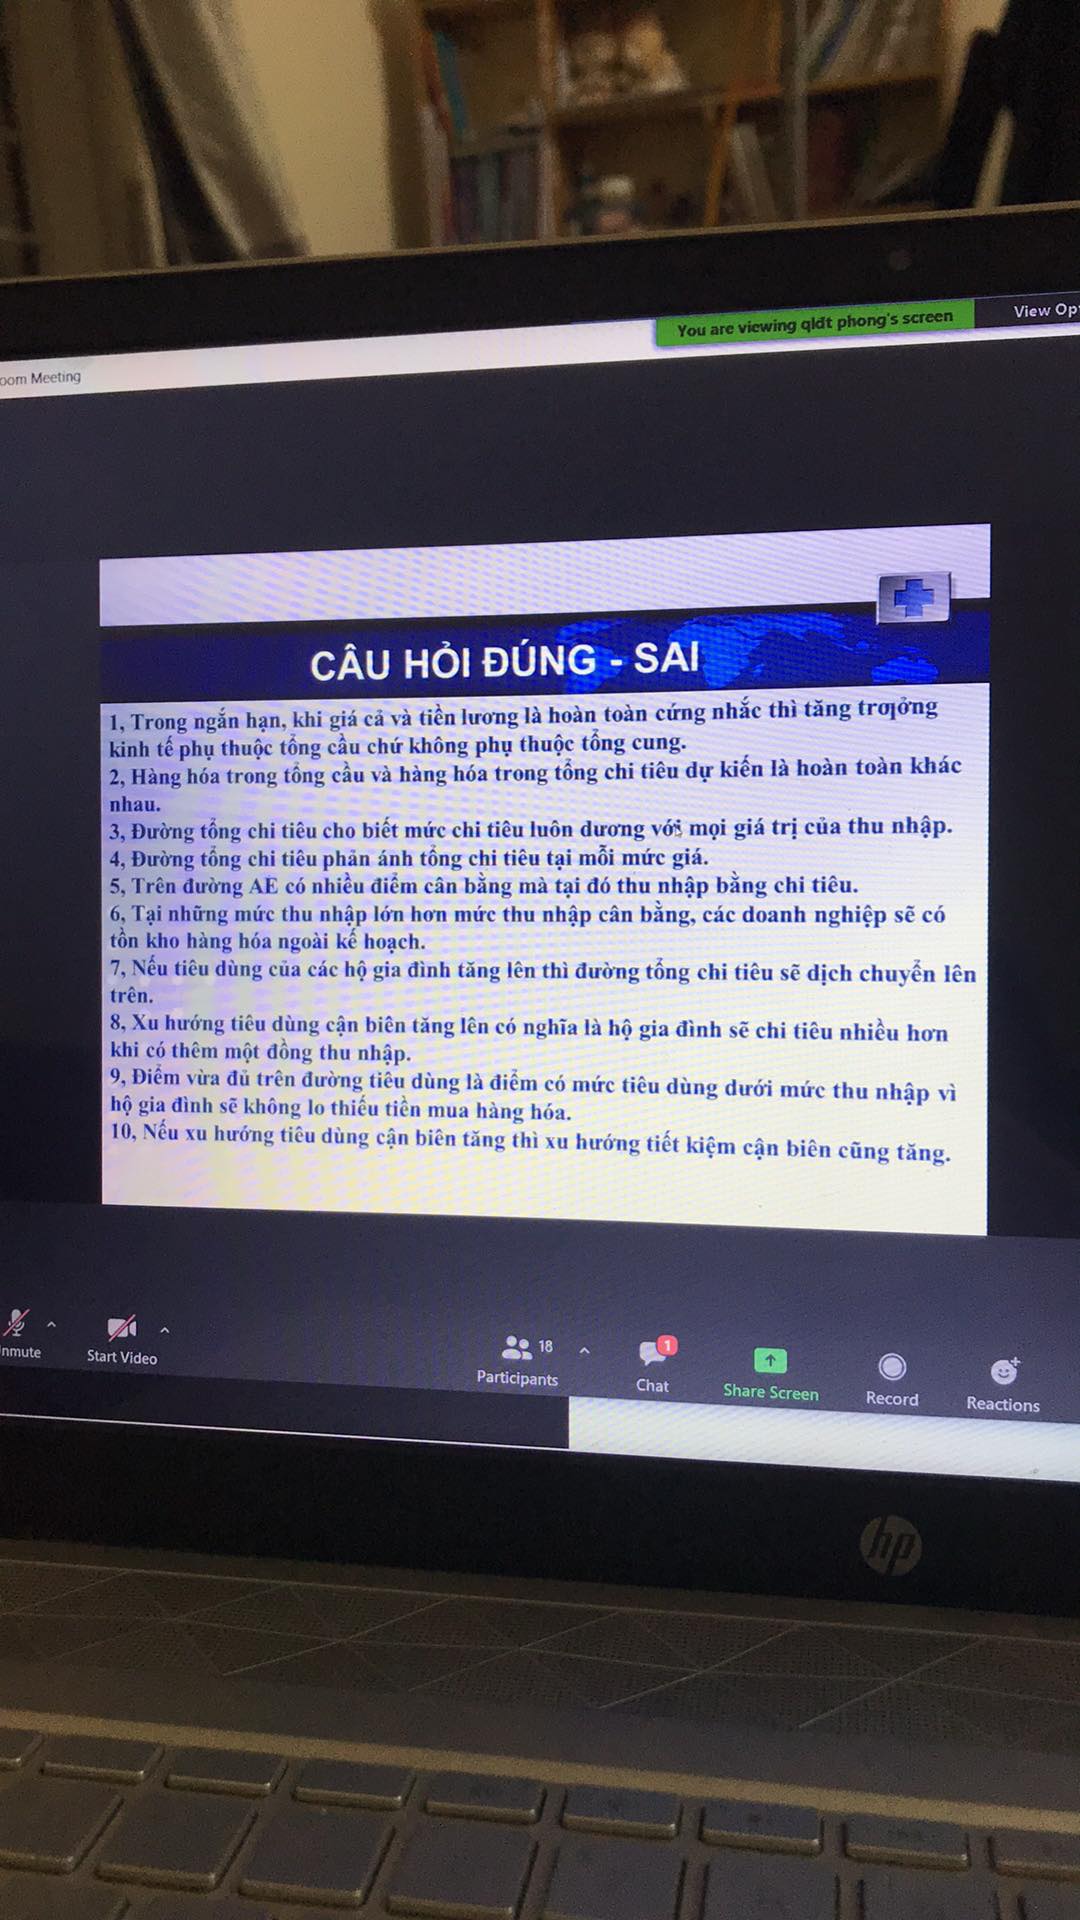 You are viewing qldt phong's screen
View Op
oom Meeting
CÂU HỎI ĐÚNG - SAI
1, Trong ngắn hạn, khi giá cả và tiền lương là hoàn toàn cứng nhắc thì tăng trơưởng
kinh tế phụ thuộc tổng cầu chứ không phụ thuộc tổng cung.
2, Hàng hóa trong tổng cầu và hàng hóa trong tổng chi tiêu dự kiến là hoàn toàn khác
nhau.
3, Đường tổng chi tiêu cho biết mức chi tiêu luôn dương với mọi giá trị của thu nhập.
4, Đường tổng chi tiêu phản ánh tổng chi tiêu tại mỗi mức giá.
5, Trên đường AE có nhiều điểm cân bằng mà tại đó thu nhập bằng chi tiêu.
6, Tại những mức thu nhập lớn hơn mức thu nhập cân bằng, các doanh nghiệp sẽ có
tồn kho hàng hóa ngoài kế hoạch.
7, Nếu tiêu dùng của các hộ gia đình tăng lên thì đường tổng chi tiêu sẽ dịch chuyển lên
trên.
8, Xu hướng tiêu dùng cận biên tăng lên có nghĩa là hộ gia đình sẽ chi tiêu nhiều hơn
khi có thêm một đồng thu nhập.
9, Điểm vừa đủ trên đường tiêu dùng là điểm có mức tiêu dùng dưới mức thu nhập vì
hộ gia đình sẽ không lo thiếu tiền mua hàng hóa.
10, Nếu xu hướng tiêu dùng cận biên tăng thì xu hướng tiết kiệm cận biên cũng tăng.
nmute
Start Video
18
Participants
1
Chat
Share Screen
Record
Reactions
hp